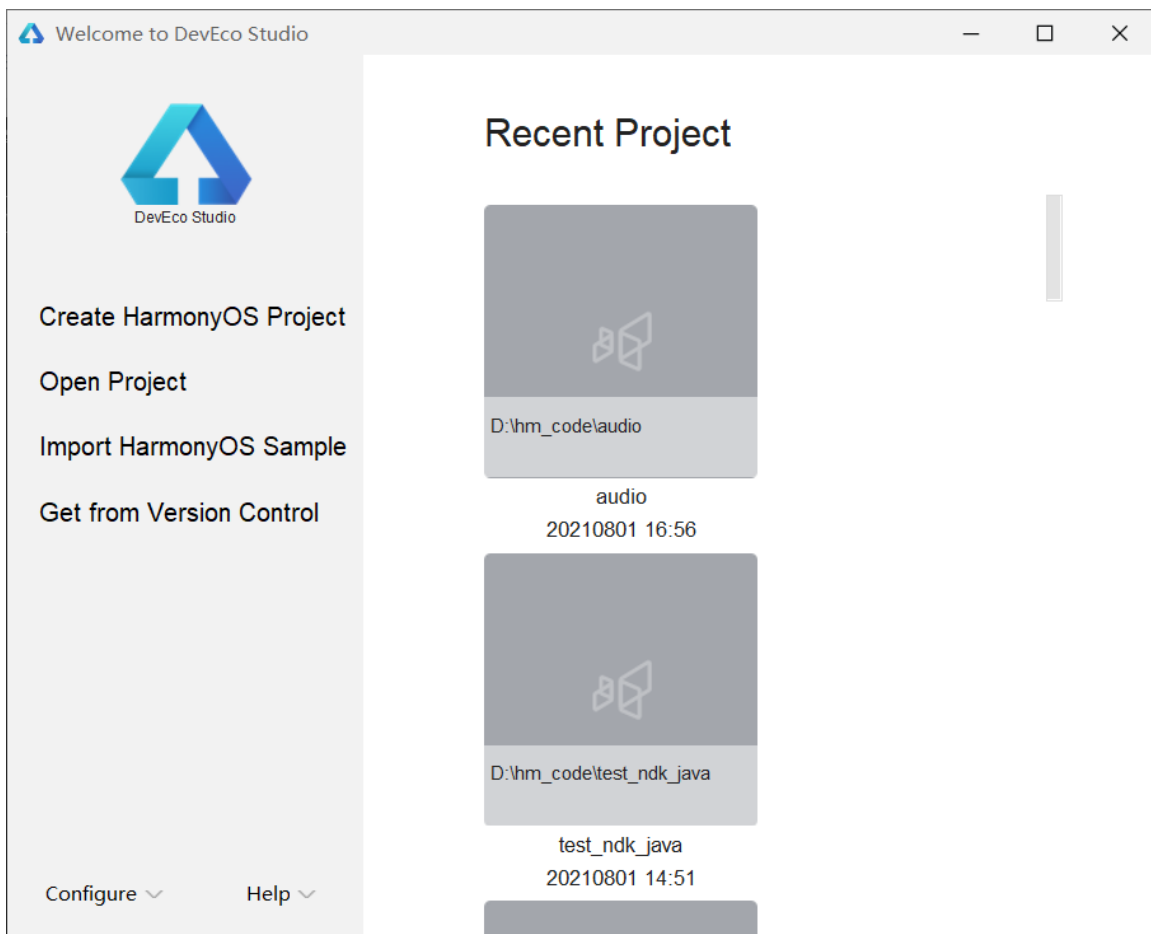 Welcome to DevEco Studio
DevEco Studio
Create HarmonyOS Project
Open Project
Import HarmonyOS Sample
Get from Version Control
Configure
Help
Recent Project
D:\hm_code\audio
audio
20210801 16:56
D:\hm_code\test_ndk_java
test_ndk_java
20210801 14:51